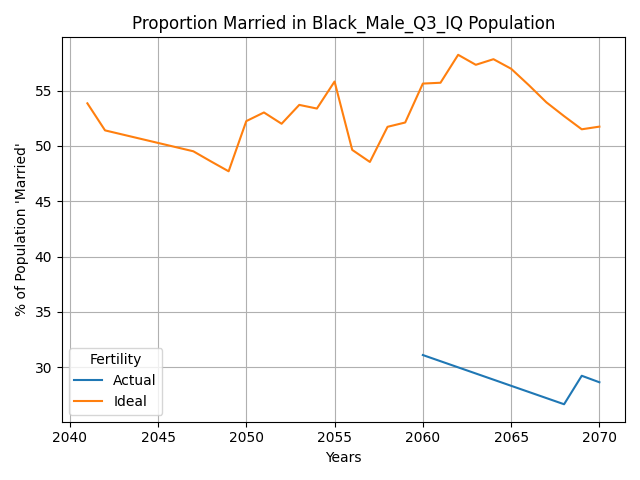 Proportion Married in Black_Male_Q3_IQ Population
% of Population 'Married'
55
50
45
40
35
30
Fertility
Actual
Ideal
2040 2045 2050 2055 2060 2065 2070
Years